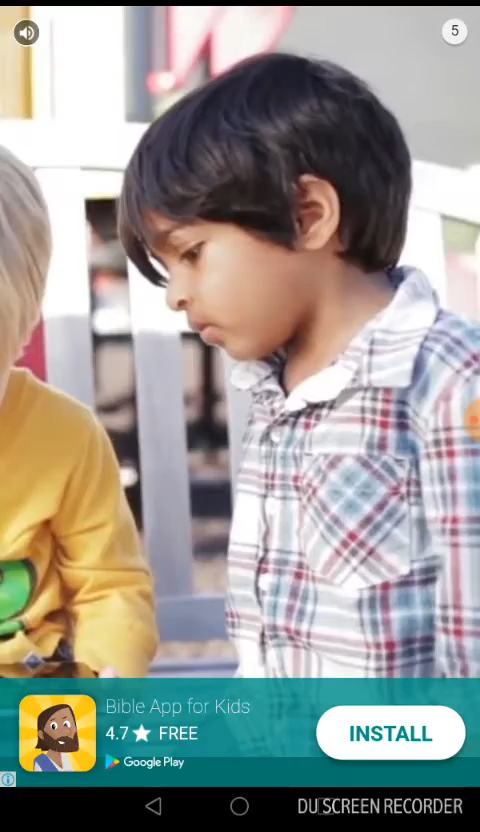 5
Bible App for Kids
4.7★ FREE
INSTALL
Google Play
DU SCREEN RECORDER